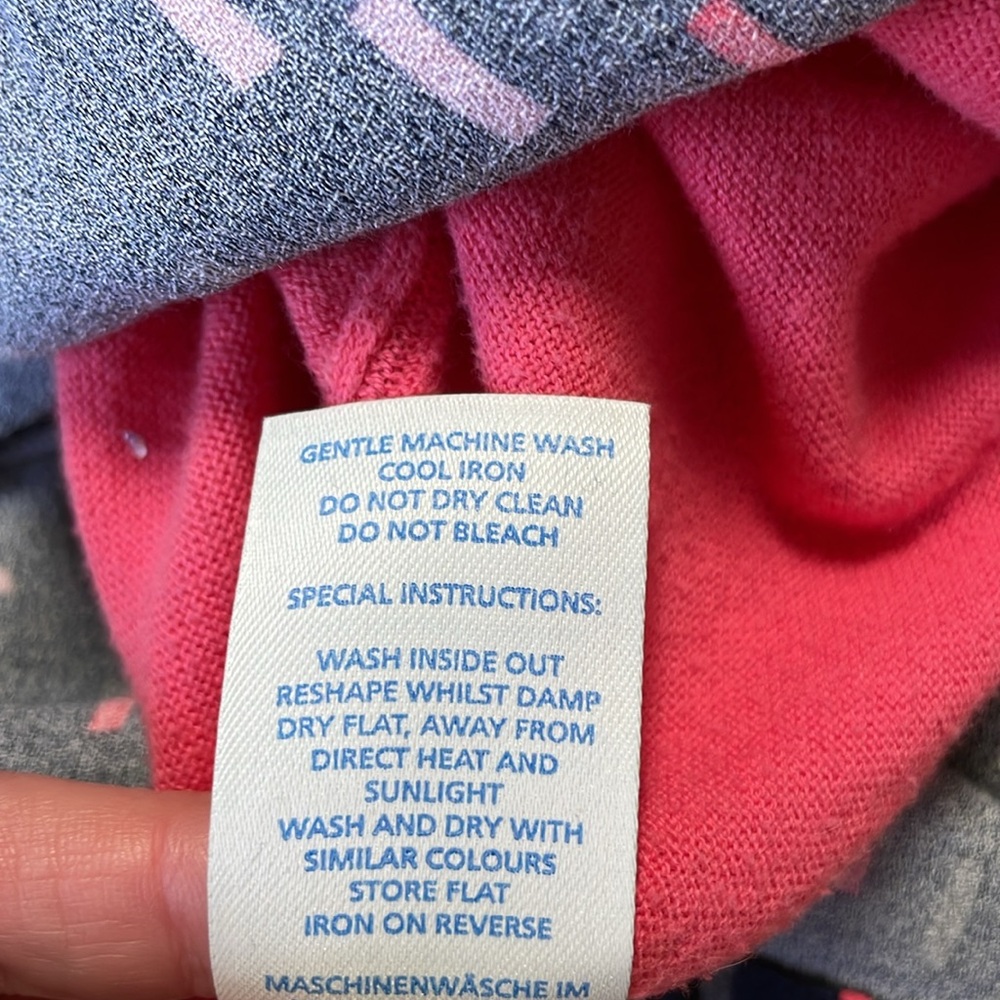 GENTLE MACHINE WASH
COOL IRON
DO NOT DRY CLEAN
DO NOT BLEACH
SPECIAL INSTRUCTIONS:
WASH INSIDE OUT
RESHAPE WHILST DAMP
DRY FLAT, AWAY FROM
DIRECT HEAT AND
SUNLIGHT
WASH AND DRY WITH
SIMILAR COLOURS
STORE FLAT
IRON ON REVERSE
MASCHINENWÄSCHE IM